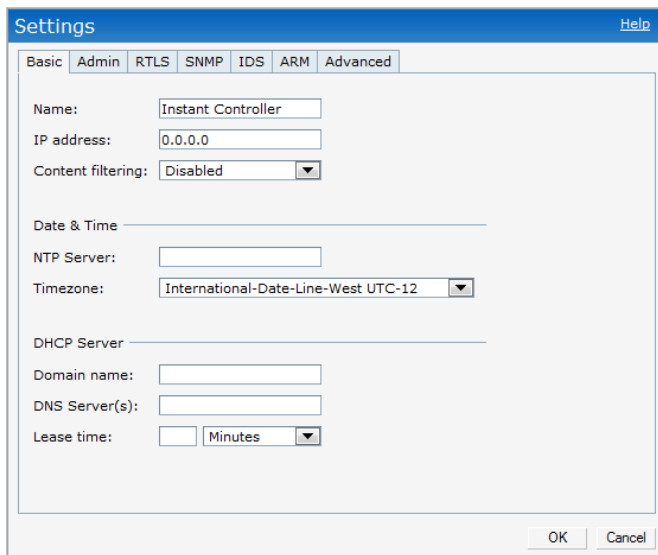 Settings Help
Basic Admin RTLS SNMP IDS ARM Advanced
Name: Instant Controller
IP address: 0.0.0.0
Content filtering: Disabled
Date & Time
NTP Server:
Timezone: International-Date-Line-West UTC-12
DHCP Server
Domain name:
DNS Server(s):
Lease time: Minutes
OK Cancel